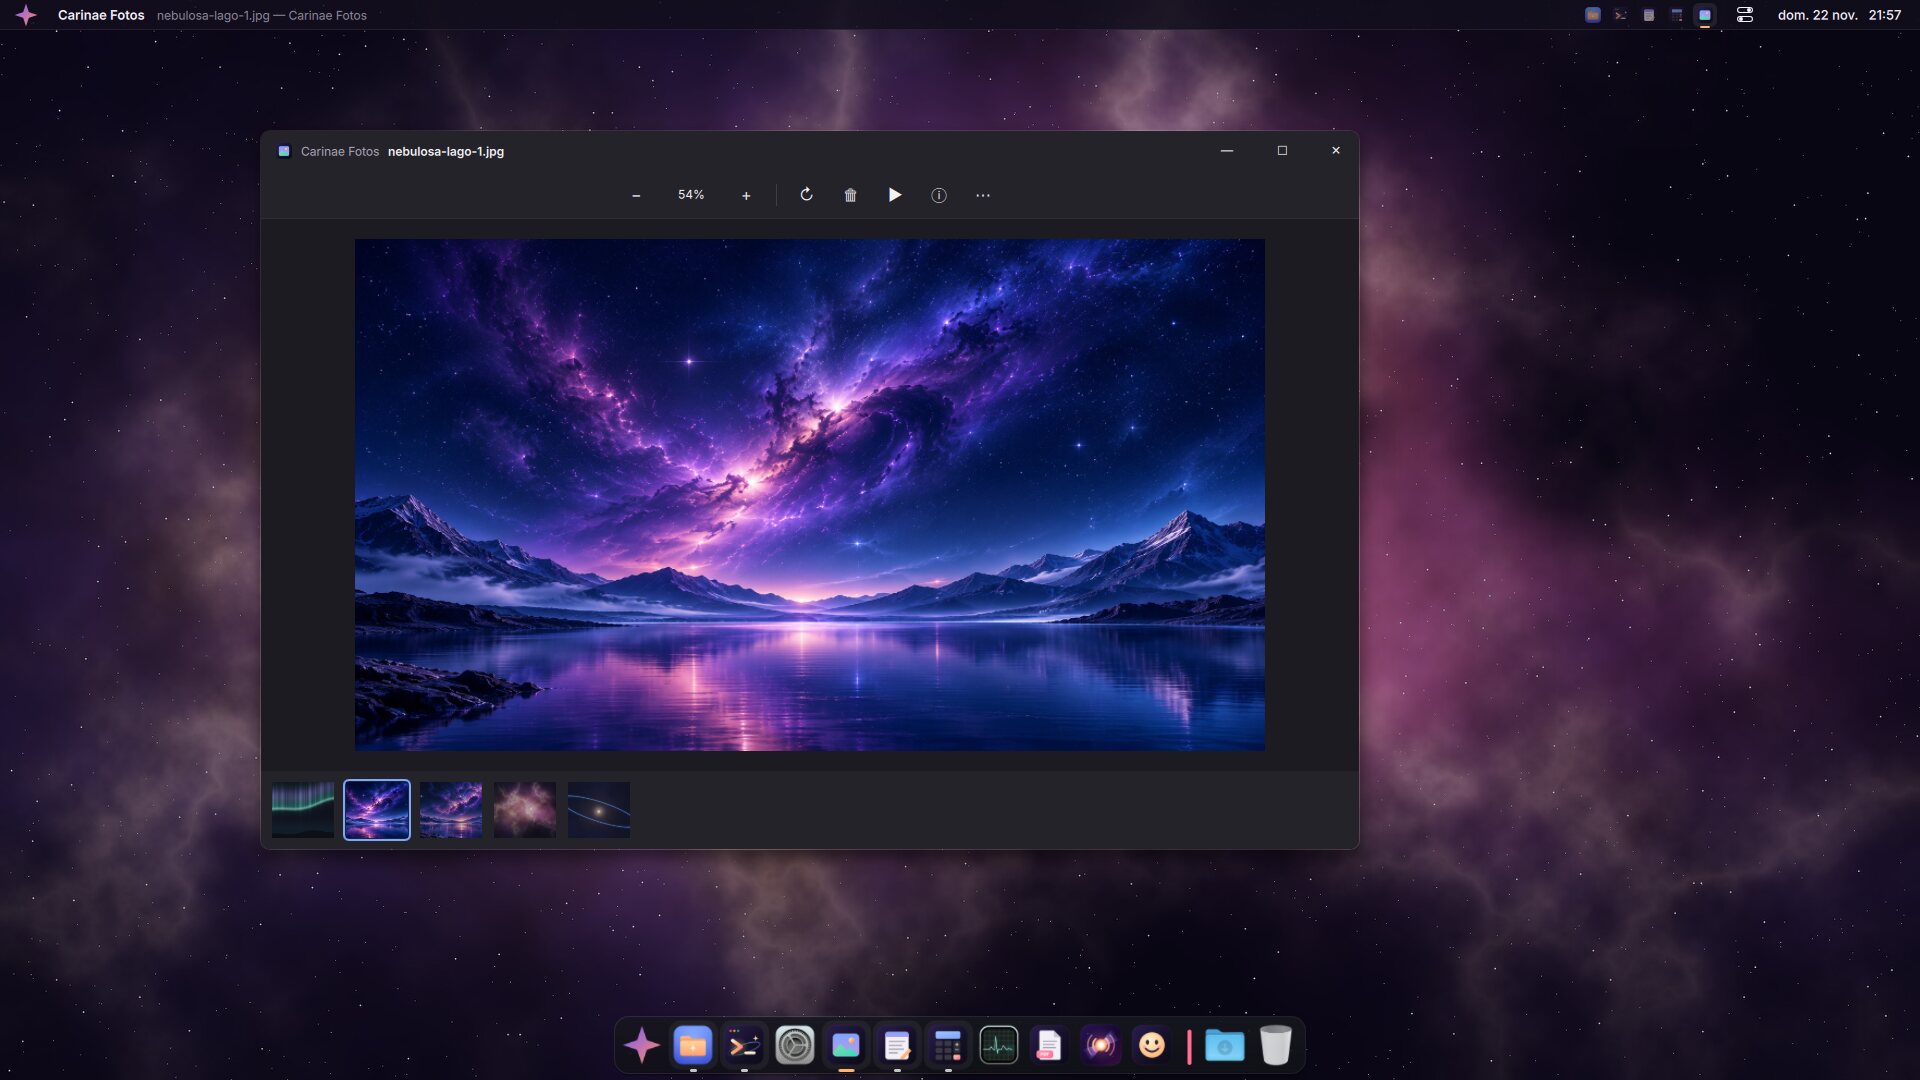 Carinae Fotos nebulosa-lago-1.jpg — Carinae Fotos
dom. 22 nov. 21:57
Carinae Fotos nebulosa-lago-1.jpg
54%
PDF